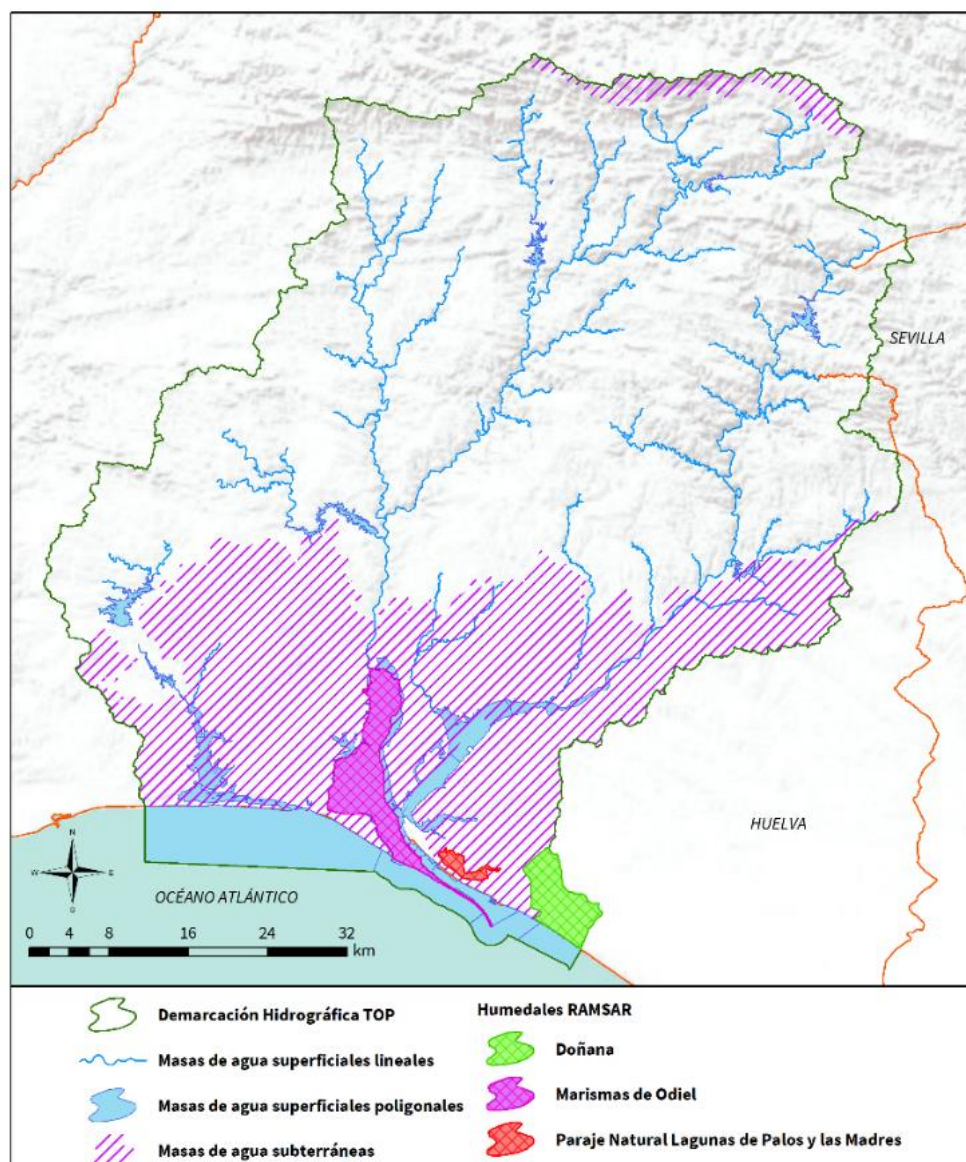 SEVILLA
HUELVA
N
W E
S
OCÉANO ATLÁNTICO
0 4 8 16 24 32
km
Demarcación Hidrográfica TOP
Masas de agua superficiales lineales
Masas de agua superficiales poligonales
Masas de agua subterráneas
Humedales RAMSAR
Doñana
Marismas de Odiel
Paraje Natural Lagunas de Palos y las Madres